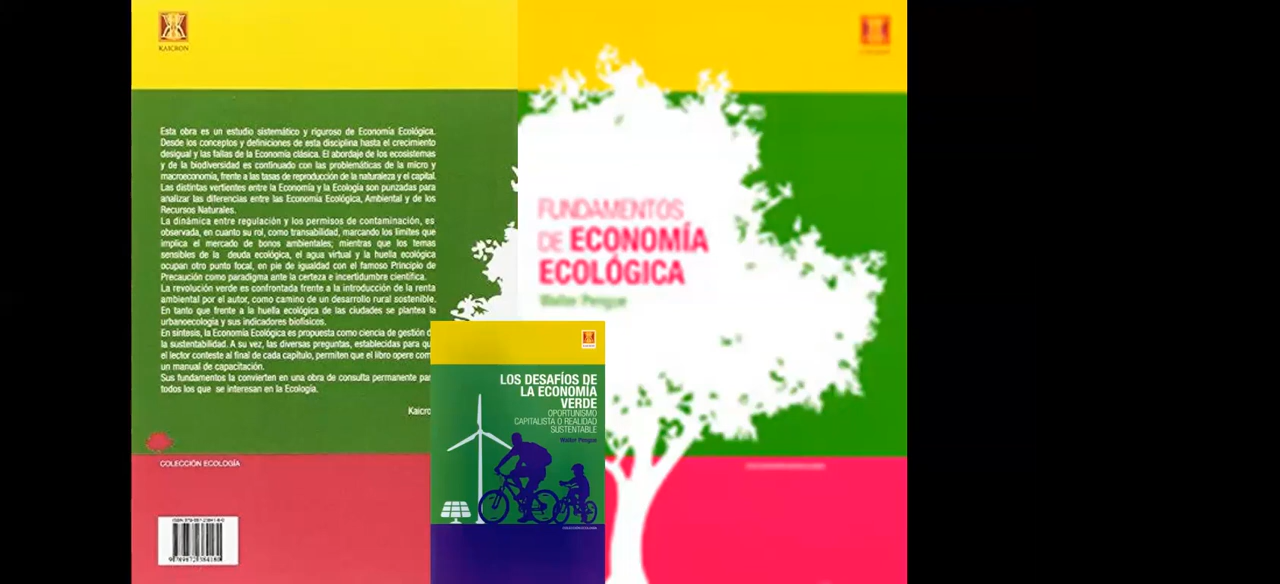 KAICRON
Esta obra es un estudio sistemático y riguroso de Economía Ecológica.
Desde los conceptos y definiciones de esta disciplina hasta el crecimiento
desigual y las fallas de la Economía clásica. El abordaje de los ecosistemas
y de la biodiversidad es continuado con las problemáticas de la micro y
macroeconomía, frente a las tasas de reproducción de la naturaleza y el capital.
Las distintas vertientes entre la Economía y la Ecología son punzadas para
analizar las diferencias entre las Economía Ecológica, Ambiental y de los
Recursos Naturales.
La dinámica entre regulación y los permisos de contaminación, es
observada, en cuanto su rol, como transabilidad, marcando los límites que
implica el mercado de bonos ambientales; mientras que los temas
sensibles de la deuda ecológica, el agua virtual y la huella ecológica
ocupan otro punto focal, en pie de igualdad con el famoso Principio de
Precaución como paradigma ante la certeza e incertidumbre científica.
La revolución verde es confrontada frente a la introducción de la renta
ambiental por el autor, como camino de un desarrollo rural sostenible.
En tanto que frente a la huella ecológica de las ciudades se plantea la
urbanoecología y sus indicadores biofísicos.
En síntesis, la Economía Ecológica es propuesta como ciencia de gestión d
la sustentabilidad. A su vez, las diversas preguntas, establecidas para qu
el lector conteste al final de cada capítulo, permiten que el libro opere com
un manual de capacitación.
Sus fundamentos la convierten en una obra de consulta permanente par
todos los que se interesan en la Ecología.
Kaicro
COLECCIÓN ECOLOGÍA
FUNDAMENTOS
DE ECONOMÍA
ECOLÓGICA
Walter Pengue
LOS DESAFÍOS DE
LA ECONOMÍA
VERDE
OPORTUNISMO
CAPITALISTA O REALIDAD
SUSTENTABLE
Walter Pengue
COLECCIÓN ECOLOGÍA